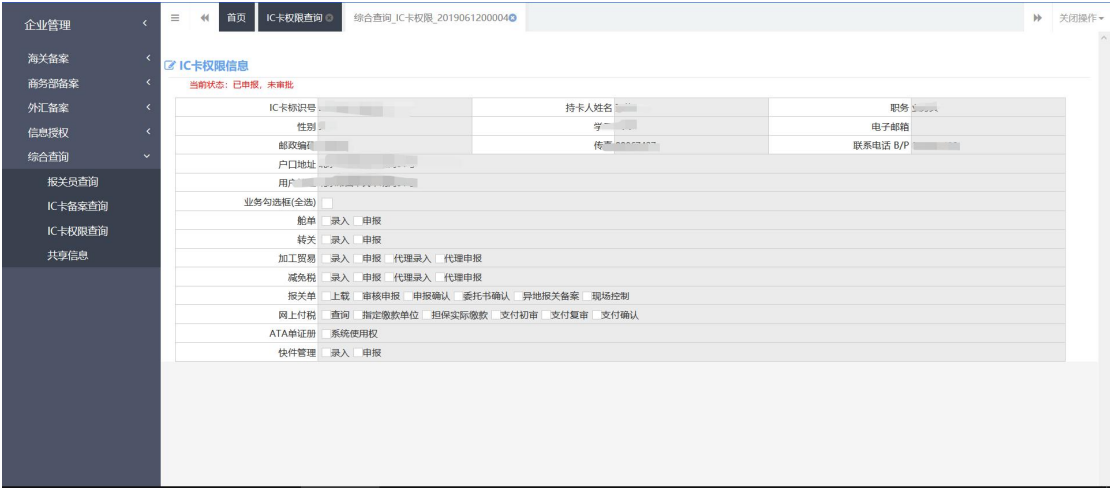 企业管理
首页 IC卡权限查询 综合查询_IC卡权限_2019061200004 关闭操作
海关备案
商务部备案
外汇备案
信息授权
综合查询
报关员查询
IC卡备案查询
IC卡权限查询
共享信息
IC卡权限信息
当前状态：已申报，未审批
IC卡标识号 持卡人姓名 职务
性别 电子邮箱
邮政编码 传真 联系电话 B/P
户口地址
业务勾选框(全选)
舱单 录入 申报
转关 录入 申报
加工贸易 录入 申报 代理录入 代理申报
减免税 录入 申报 代理录入 代理申报
报关单 上载 审核申报 申报确认 委托书确认 异地报关备案 现场控制
网上付税 查询 指定缴款单位 担保实际缴款 支付初审 支付复审 支付确认
ATA单证册 系统使用权
快件管理 录入 申报